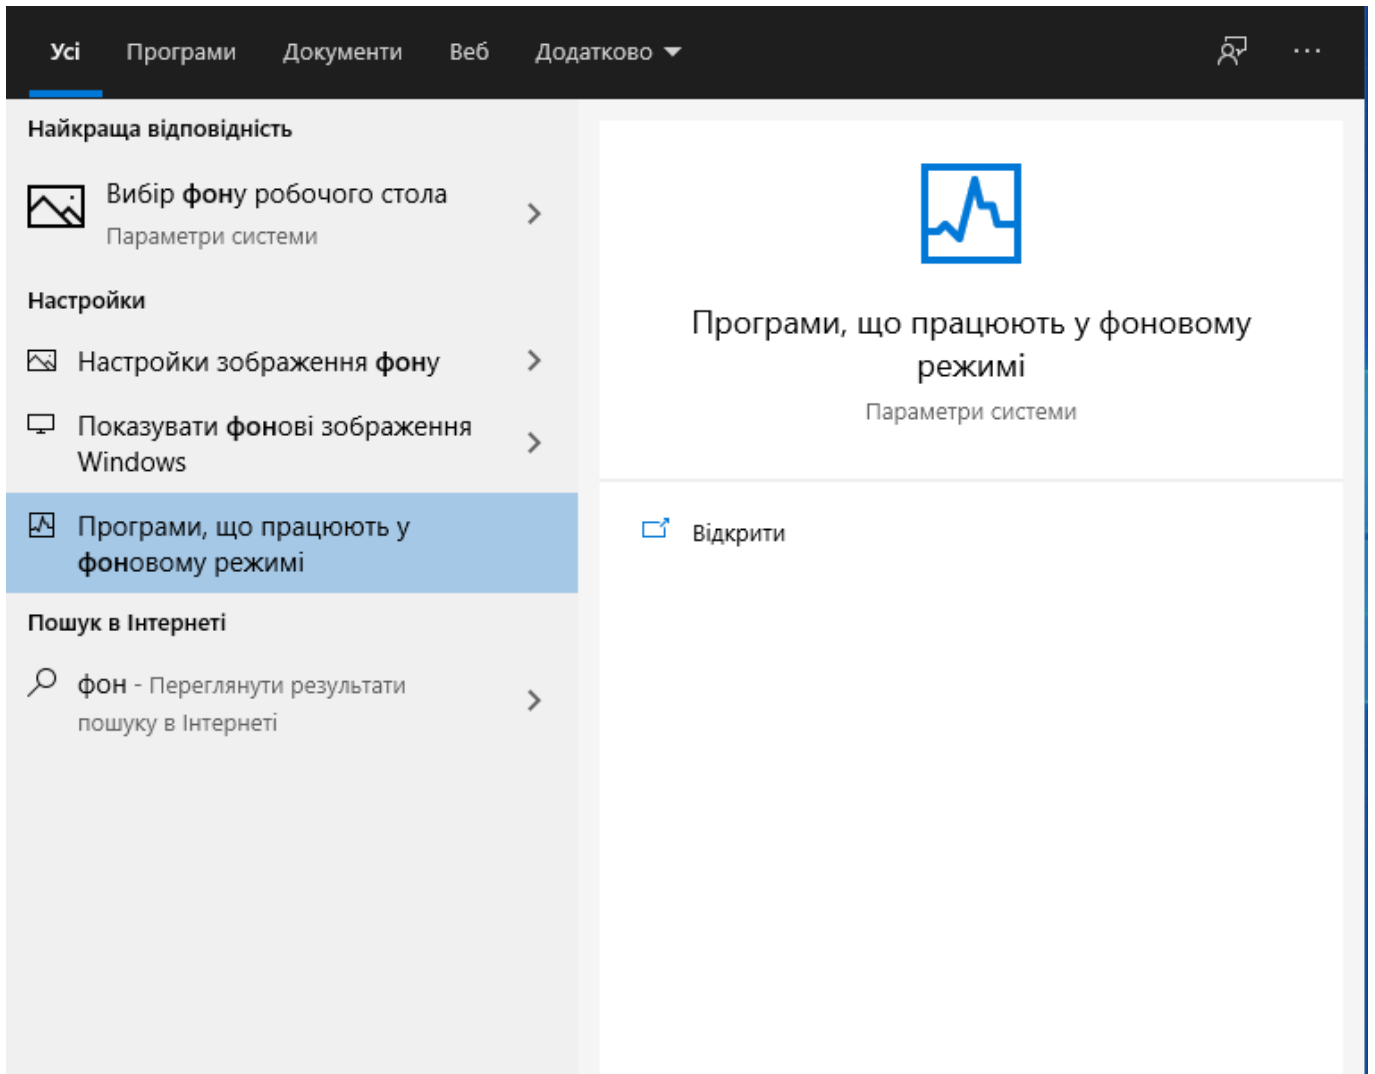 Усі Програми Документи Веб Додатково
Найкраща відповідність
Вибір фону робочого стола
Параметри системи
Настройки
Настройки зображення фону
Показувати фонові зображення
Windows
Програми, що працюють у
фоновому режимі
Пошук в Інтернеті
фон - Переглянути результати
пошуку в Інтернеті
Програми, що працюють у фоновому
режимі
Параметри системи
Відкрити